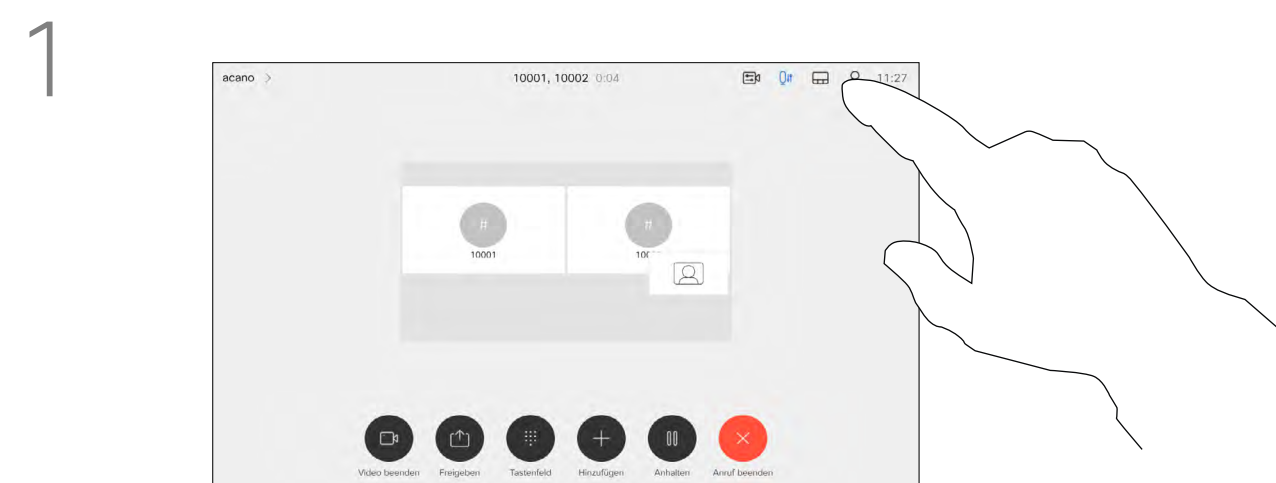 1
acano >
10001, 10002 0:04
11:27
#
#
10001
Video beenden
Freigeben
Tastenfeld
Hinzufügen
Anhalten
Anruf beenden